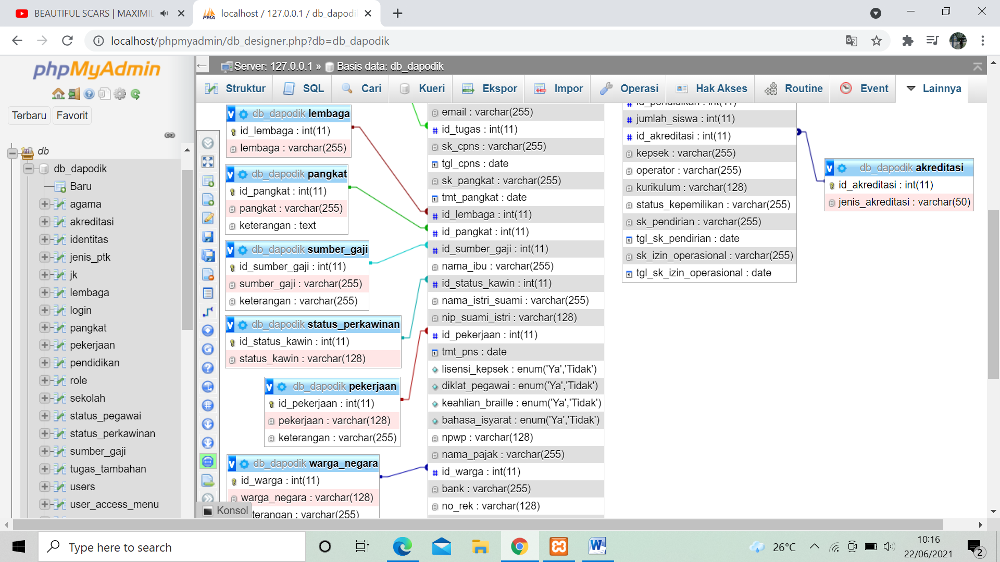 BEAUTIFUL SCARS | MAXIMIL
localhost / 127.0.0.1 / db_dapodi
localhost/phpmyadmin/db_designer.php?db=db_dapodik
phpMyAdmin
Terbaru
Favorit
db
db_dapodik
Baru
agama
akreditasi
identitas
jenis_ptk
jk
lembaga
login
pangkat
pekerjaan
pendidikan
role
sekolah
status_pegawai
status_perkawinan
sumber_gaji
tugas_tambahan
users
user_access_menu
Server: 127.0.0.1 » Basis data: db_dapodik
Struktur
SQL
Cari
Kueri
Ekspor
Impor
Operasi
Hak Akses
Routine
Event
Lainnya
db_dapodik lembaga
id_lembaga : int(11)
lembaga : varchar(255)
db_dapodik pangkat
id_pangkat : int(11)
pangkat : varchar(255)
keterangan : text
db_dapodik sumber_gaji
id_sumber_gaji : int(11)
sumber_gaji : varchar(255)
keterangan : varchar(255)
db_dapodik status_perkawinan
id_status_kawin : int(11)
status_kawin : varchar(128)
db_dapodik pekerjaan
id_pekerjaan : int(11)
pekerjaan : varchar(128)
keterangan : varchar(255)
db_dapodik warga_negara
id_warga : int(11)
warga_negara : varchar(128)
terangan : varchar(255)
Konsol
email : varchar(255)
id_tugas : int(11)
sk_cpns : varchar(255)
tgl_cpns : date
sk_pangkat : varchar(255)
tmt_pangkat : date
id_lembaga : int(11)
id_pangkat : int(11)
id_sumber_gaji : int(11)
nama_ibu : varchar(255)
id_status_kawin : int(11)
nama_istri_suami : varchar(255)
nip_suami_istri : varchar(128)
id_pekerjaan : int(11)
tmt_pns : date
lisensi_kepsek : enum('Ya','Tidak')
diklat_pegawai : enum('Ya','Tidak')
keahlian_braille : enum('Ya','Tidak')
bahasa_isyarat : enum('Ya','Tidak')
npwp : varchar(128)
nama_pajak : varchar(255)
id_warga : int(11)
bank : varchar(255)
no_rek : varchar(128)
id_pendidikan : int(11)
jumlah_siswa : int(11)
id_akreditasi : int(11)
kepsek : varchar(255)
operator : varchar(255)
kurikulum : varchar(128)
status_kepemilikan : varchar(255)
sk_pendirian : varchar(255)
tgl_sk_pendirian : date
sk_izin_operasional : varchar(255)
tgl_sk_izin_operasional : date
db_dapodik akreditasi
id_akreditasi : int(11)
jenis_akreditasi : varchar(50)
Type here to search
26°C
10:16
22/06/2021
2